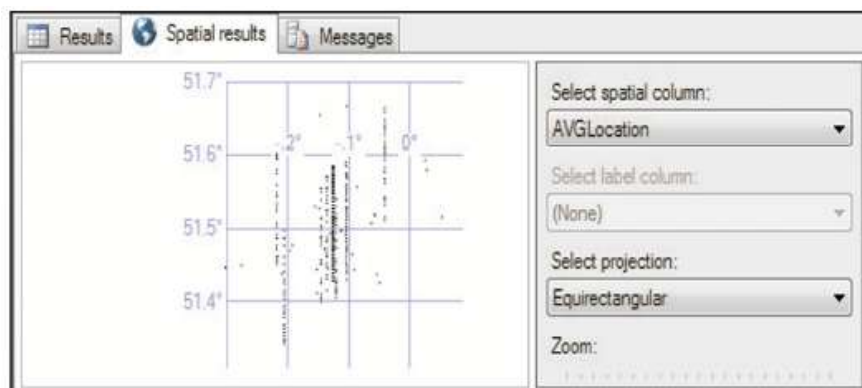 Results Spatial results Messages
51.7°
51.6°
-2° -1° 0°
51.5°
51.4°
Select spatial column:
AVGLocation
Select label column:
(None)
Select projection:
Equirectangular
Zoom: